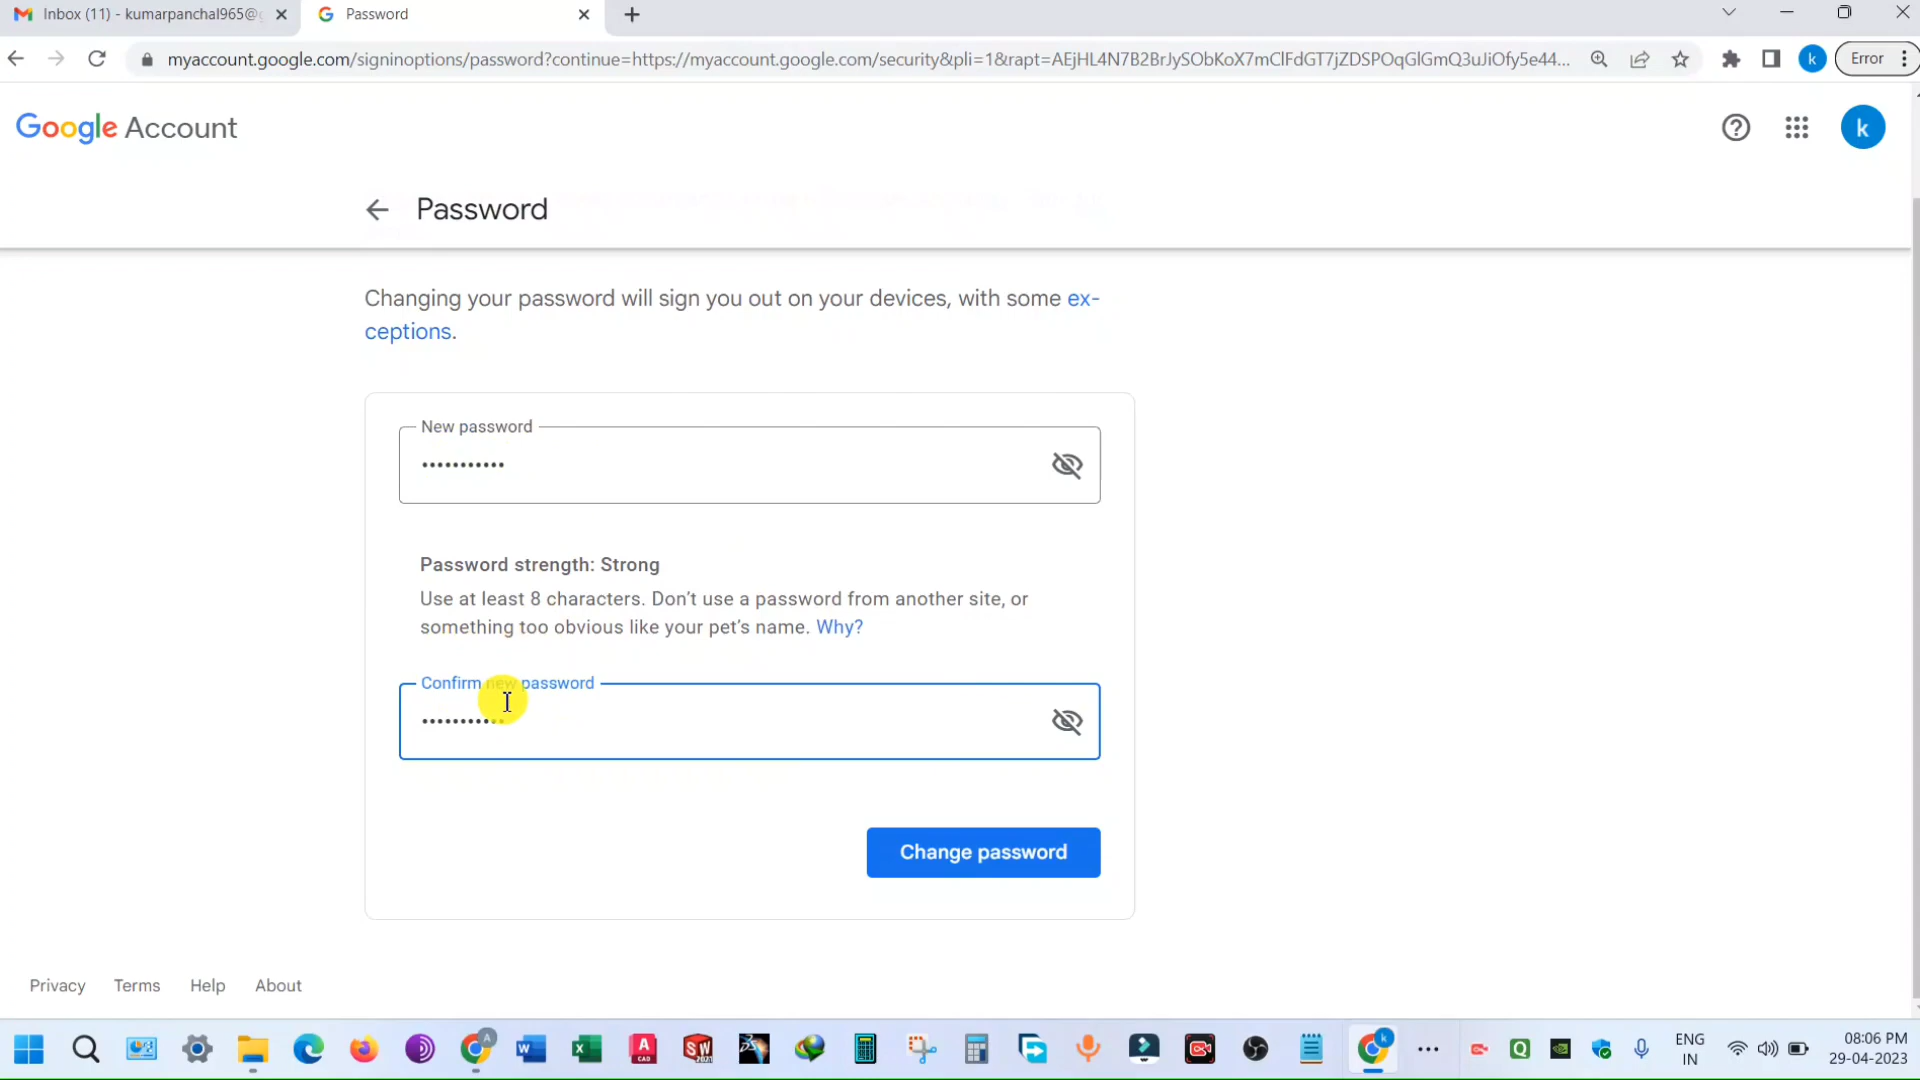 Inbox (11) - kumarpanchal965@
Password
myaccount.google.com/signinoptions/password?continue=https://myaccount.google.com/security&pli=1&rapt=AEjHL4N7B2BrJySObKoX7mClFdGT7jZDSPOqGlGmQ3uJiOfy5e44...
k
Error
Google Account
k
Password
Changing your password will sign you out on your devices, with some ex-
ceptions.
New password
•••••••••••
Password strength: Strong
Use at least 8 characters. Don’t use a password from another site, or
something too obvious like your pet’s name. Why?
Confirm new password
•••••••••••
Change password
Privacy Terms Help About
ENG
IN
08:06 PM
29-04-2023